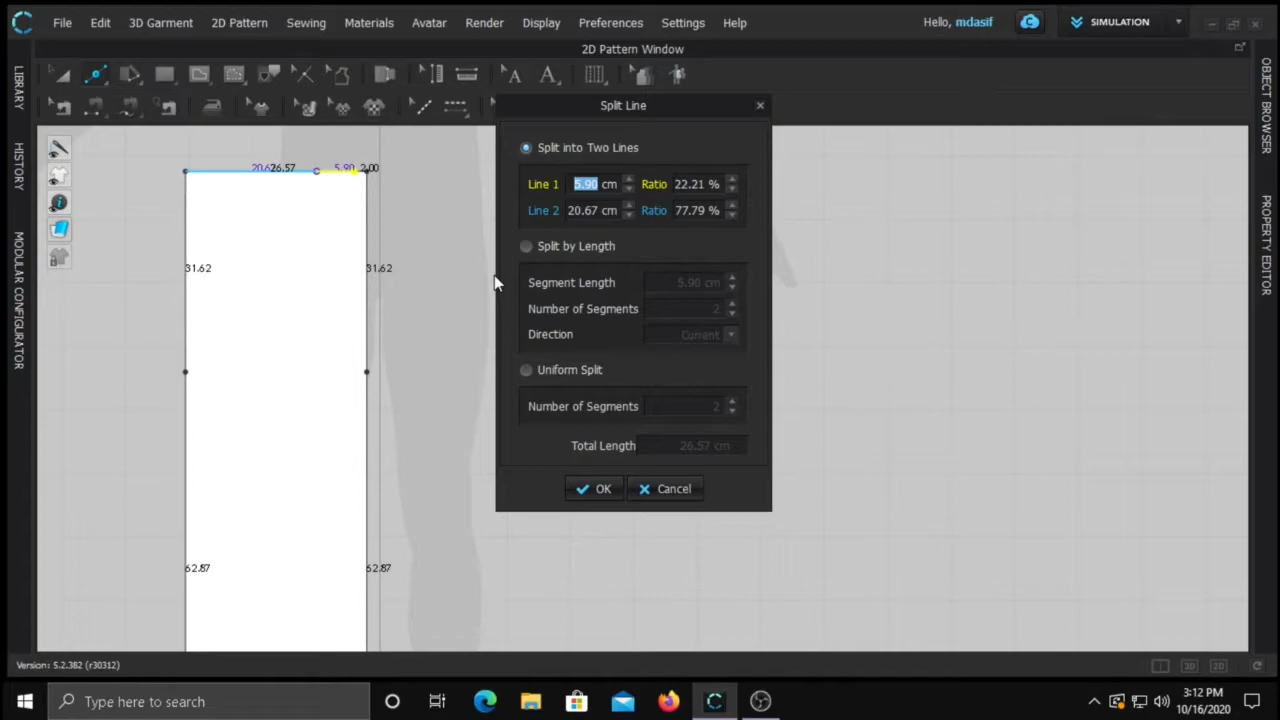 File Edit 3D Garment 2D Pattern Sewing Materials Avatar Render Display Preferences Settings Help Hello, mdasif SIMULATION
2D Pattern Window
LIBRARY
HISTORY
MODULAR CONFIGURATOR
OBJECT BROWSER
PROPERTY EDITOR
26.57 5.90 2.00
31.62 31.62
62.87 62.87
Split Line
Split into Two Lines
Line 1 5.90 cm Ratio 22.21 %
Line 2 20.67 cm Ratio 77.79 %
Split by Length
Segment Length 5.90 cm
Number of Segments 2
Direction Current
Uniform Split
Number of Segments 2
Total Length 26.57 cm
OK Cancel
Version: 5.2.382 (r30312)
3D 2D
Type here to search
3:12 PM
10/16/2020